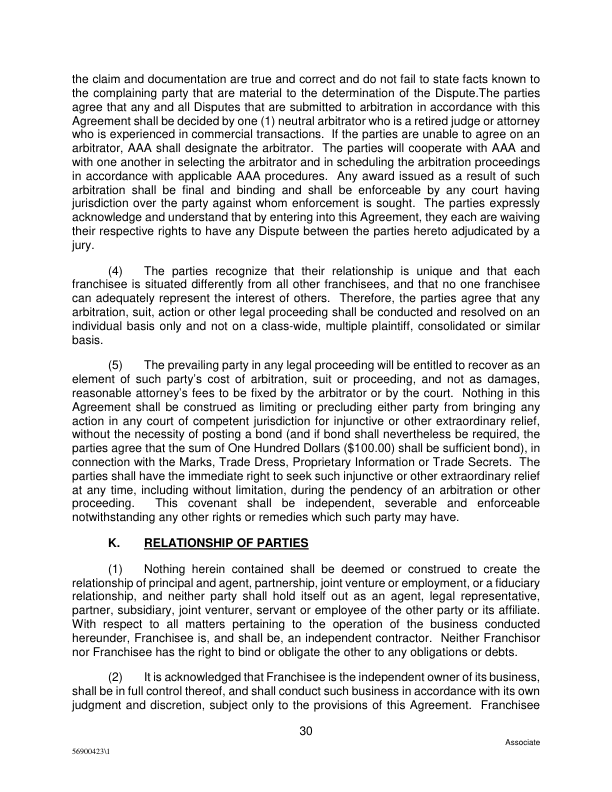 the claim and documentation are true and correct and do not fail to state facts known to
the complaining party that are material to the determination of the Dispute.The parties
agree that any and all Disputes that are submitted to arbitration in accordance with this
Agreement shall be decided by one (1) neutral arbitrator who is a retired judge or attorney
who is experienced in commercial transactions. If the parties are unable to agree on an
arbitrator, AAA shall designate the arbitrator. The parties will cooperate with AAA and
with one another in selecting the arbitrator and in scheduling the arbitration proceedings
in accordance with applicable AAA procedures. Any award issued as a result of such
arbitration shall be final and binding and shall be enforceable by any court having
jurisdiction over the party against whom enforcement is sought. The parties expressly
acknowledge and understand that by entering into this Agreement, they each are waiving
their respective rights to have any Dispute between the parties hereto adjudicated by a
jury.
(4) The parties recognize that their relationship is unique and that each
franchisee is situated differently from all other franchisees, and that no one franchisee
can adequately represent the interest of others. Therefore, the parties agree that any
arbitration, suit, action or other legal proceeding shall be conducted and resolved on an
individual basis only and not on a class-wide, multiple plaintiff, consolidated or similar
basis.
(5) The prevailing party in any legal proceeding will be entitled to recover as an
element of such party's cost of arbitration, suit or proceeding, and not as damages,
reasonable attorney's fees to be fixed by the arbitrator or by the court. Nothing in this
Agreement shall be construed as limiting or precluding either party from bringing any
action in any court of competent jurisdiction for injunctive or other extraordinary relief,
without the necessity of posting a bond (and if bond shall nevertheless be required, the
parties agree that the sum of One Hundred Dollars ($100.00) shall be sufficient bond), in
connection with the Marks, Trade Dress, Proprietary Information or Trade Secrets. The
parties shall have the immediate right to seek such injunctive or other extraordinary relief
at any time, including without limitation, during the pendency of an arbitration or other
proceeding. This covenant shall be independent, severable and enforceable
notwithstanding any other rights or remedies which such party may have.
K. RELATIONSHIP OF PARTIES
(1) Nothing herein contained shall be deemed or construed to create the
relationship of principal and agent, partnership, joint venture or employment, or a fiduciary
relationship, and neither party shall hold itself out as an agent, legal representative,
partner, subsidiary, joint venturer, servant or employee of the other party or its affiliate.
With respect to all matters pertaining to the operation of the business conducted
hereunder, Franchisee is, and shall be, an independent contractor. Neither Franchisor
nor Franchisee has the right to bind or obligate the other to any obligations or debts.
(2) It is acknowledged that Franchisee is the independent owner of its business,
shall be in full control thereof, and shall conduct such business in accordance with its own
judgment and discretion, subject only to the provisions of this Agreement. Franchisee
30
Associate
56900423\1